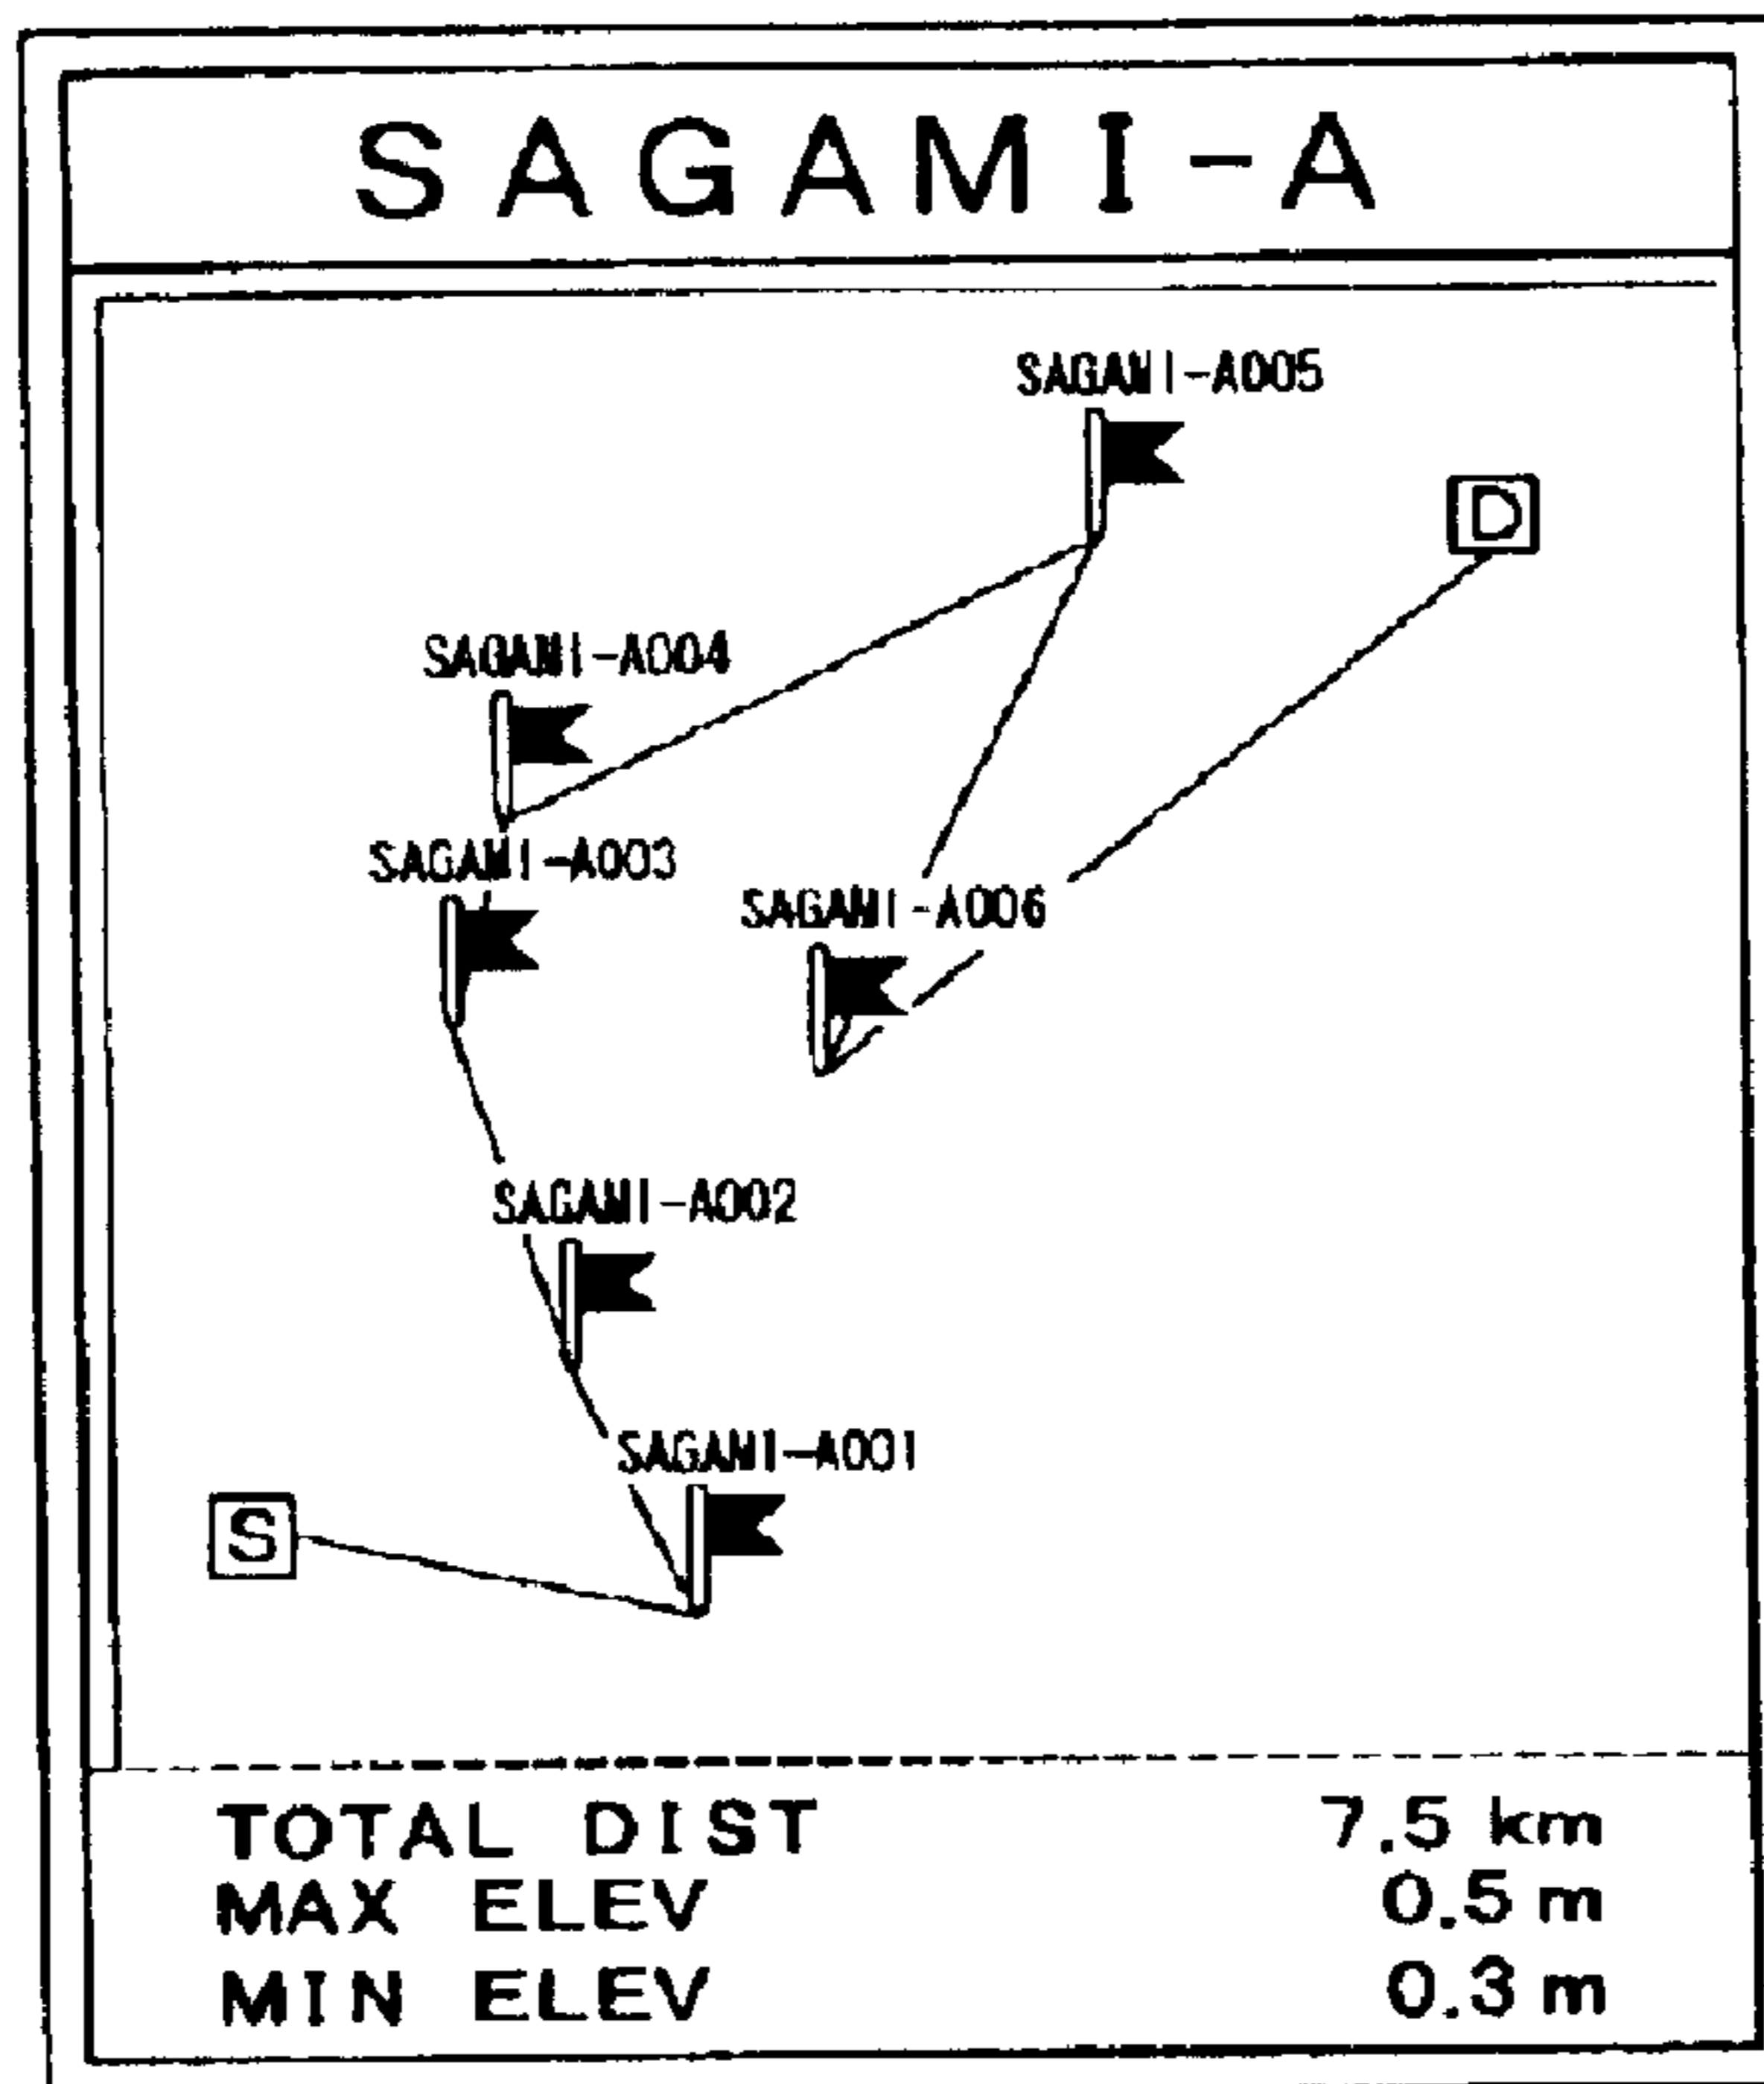 SAGAMI-A
SAGAMI-A005
D
SAGAMI-A004
SAGAMI-A003
SAGAMI-A006
SAGAMI-A002
SAGAMI-A001
S
TOTAL DIST 7.5 km
MAX ELEV 0.5 m
MIN ELEV 0.3 m